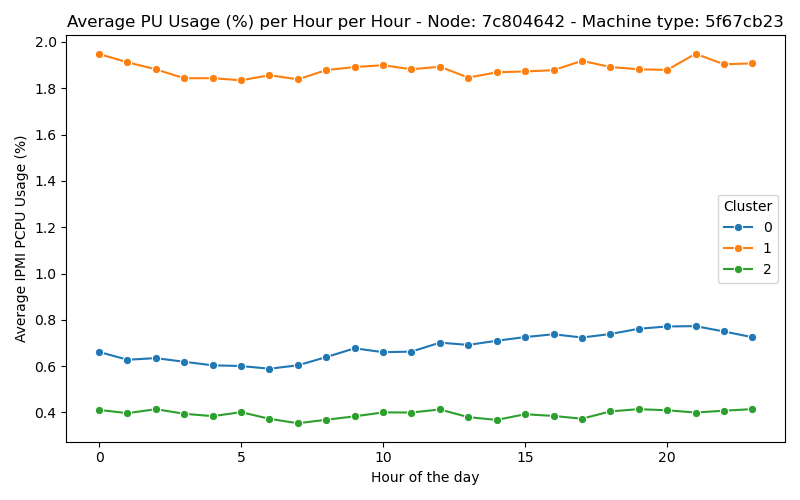 Average PU Usage (%) per Hour per Hour - Node: 7c804642 - Machine type: 5f67cb23
Average IPMI PCPU Usage (%)
2.0
1.8
1.6
1.4
1.2
1.0
0.8
0.6
0.4
Cluster
0
1
2
0 5 10 15 20
Hour of the day